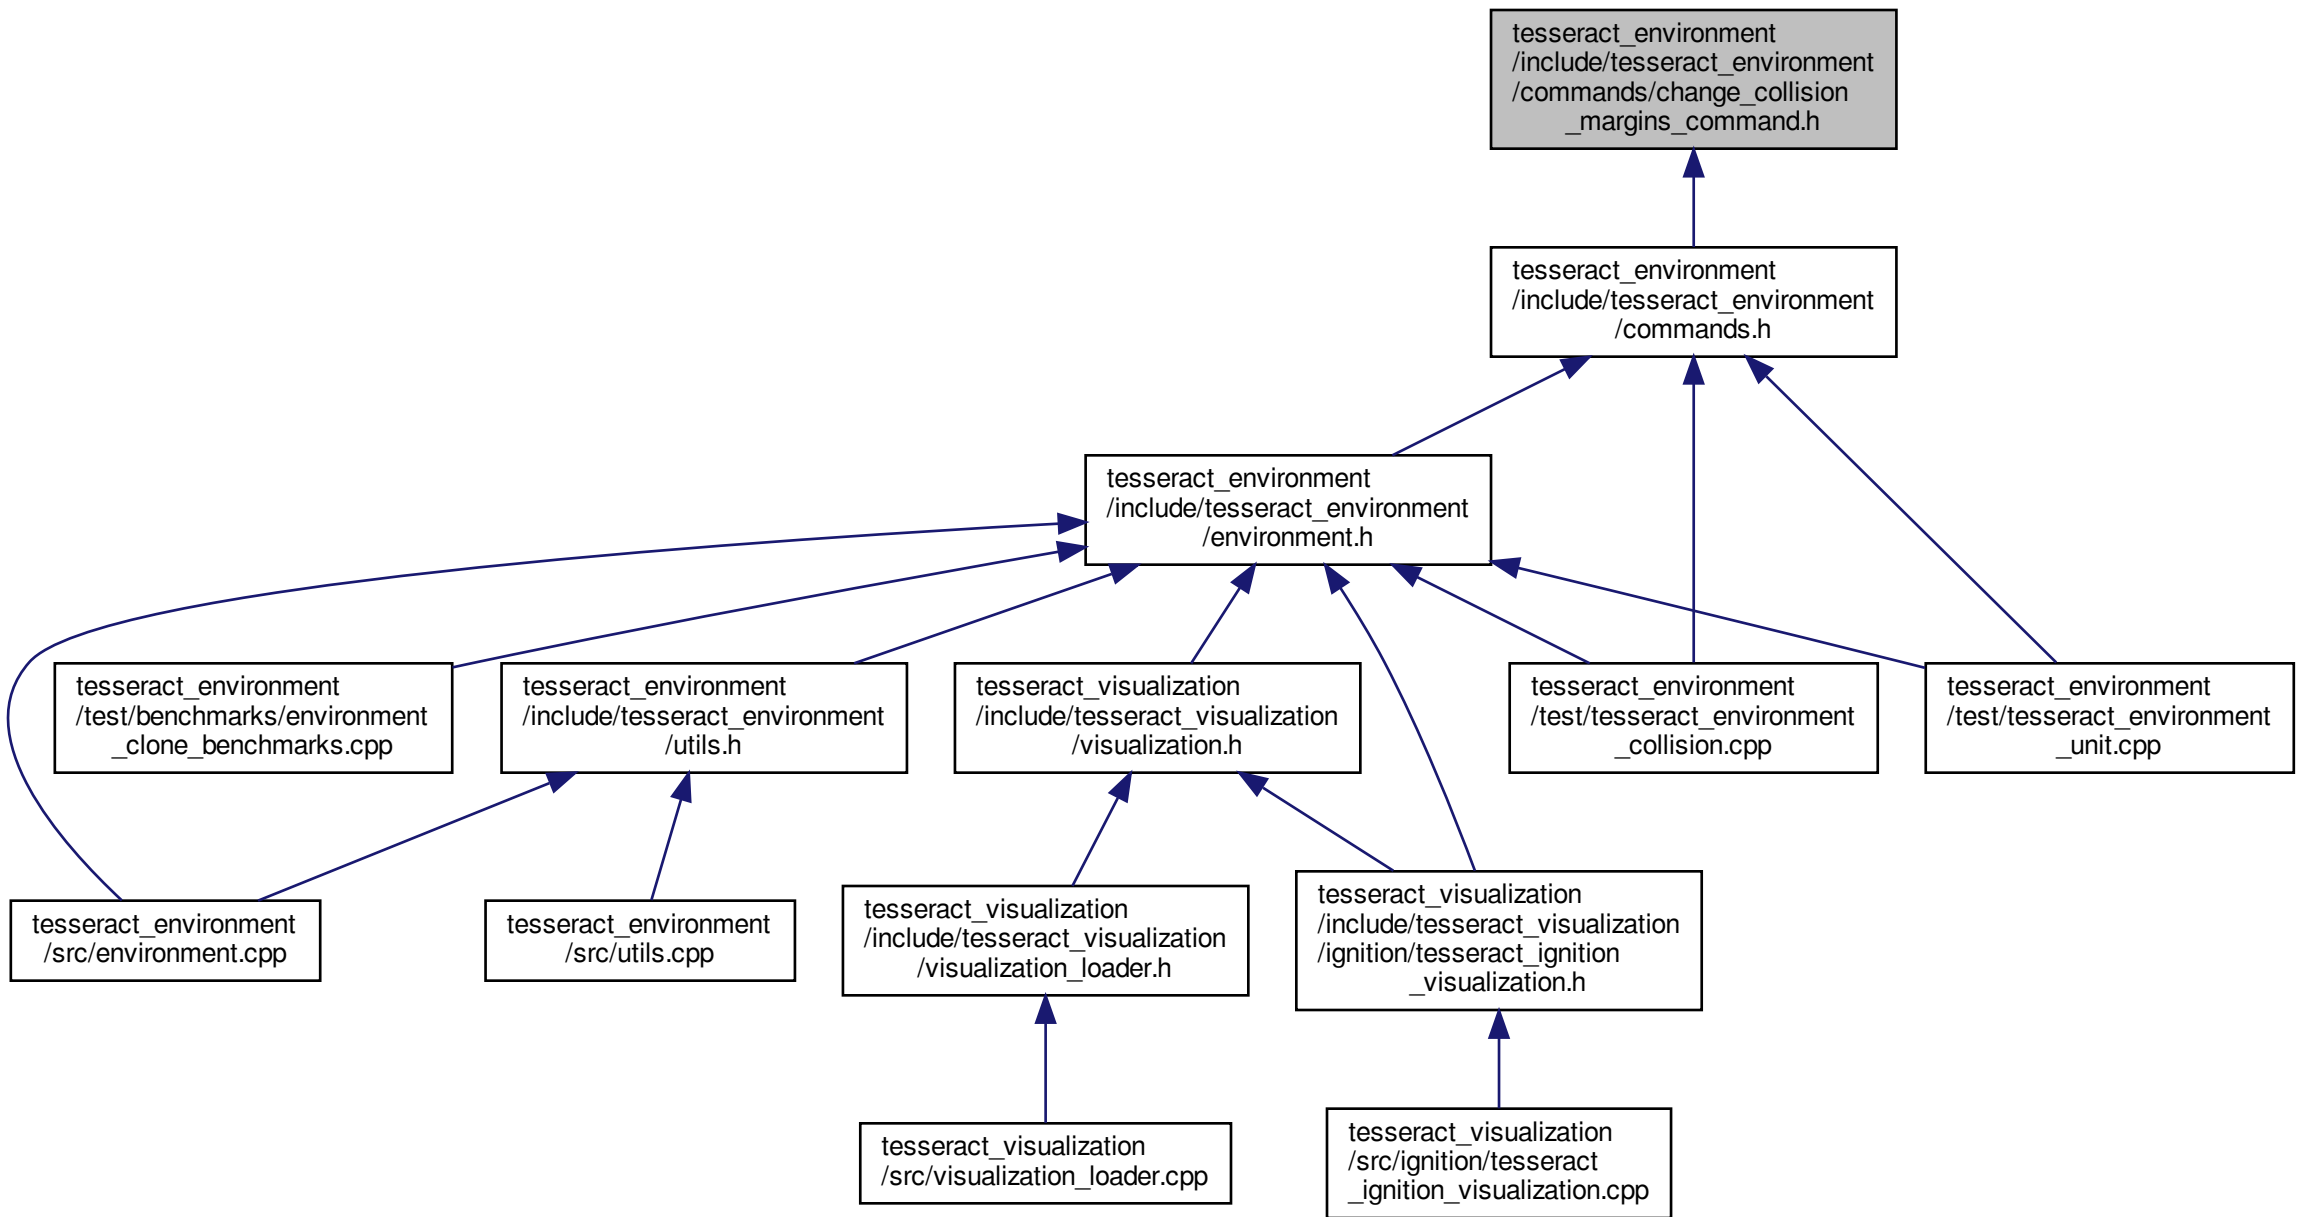 tesseract_environment
/include/tesseract_environment
/commands/change_collision
_margins_command.h
tesseract_environment
/include/tesseract_environment
/commands.h
tesseract_environment
/include/tesseract_environment
/environment.h
tesseract_environment
/test/benchmarks/environment
_clone_benchmarks.cpp
tesseract_environment
/include/tesseract_environment
/utils.h
tesseract_visualization
/include/tesseract_visualization
/visualization.h
tesseract_environment
/test/tesseract_environment
_collision.cpp
tesseract_environment
/test/tesseract_environment
_unit.cpp
tesseract_environment
/src/environment.cpp
tesseract_environment
/src/utils.cpp
tesseract_visualization
/include/tesseract_visualization
/visualization_loader.h
tesseract_visualization
/include/tesseract_visualization
/ignition/tesseract_ignition
_visualization.h
tesseract_visualization
/src/visualization_loader.cpp
tesseract_visualization
/src/ignition/tesseract
_ignition_visualization.cpp